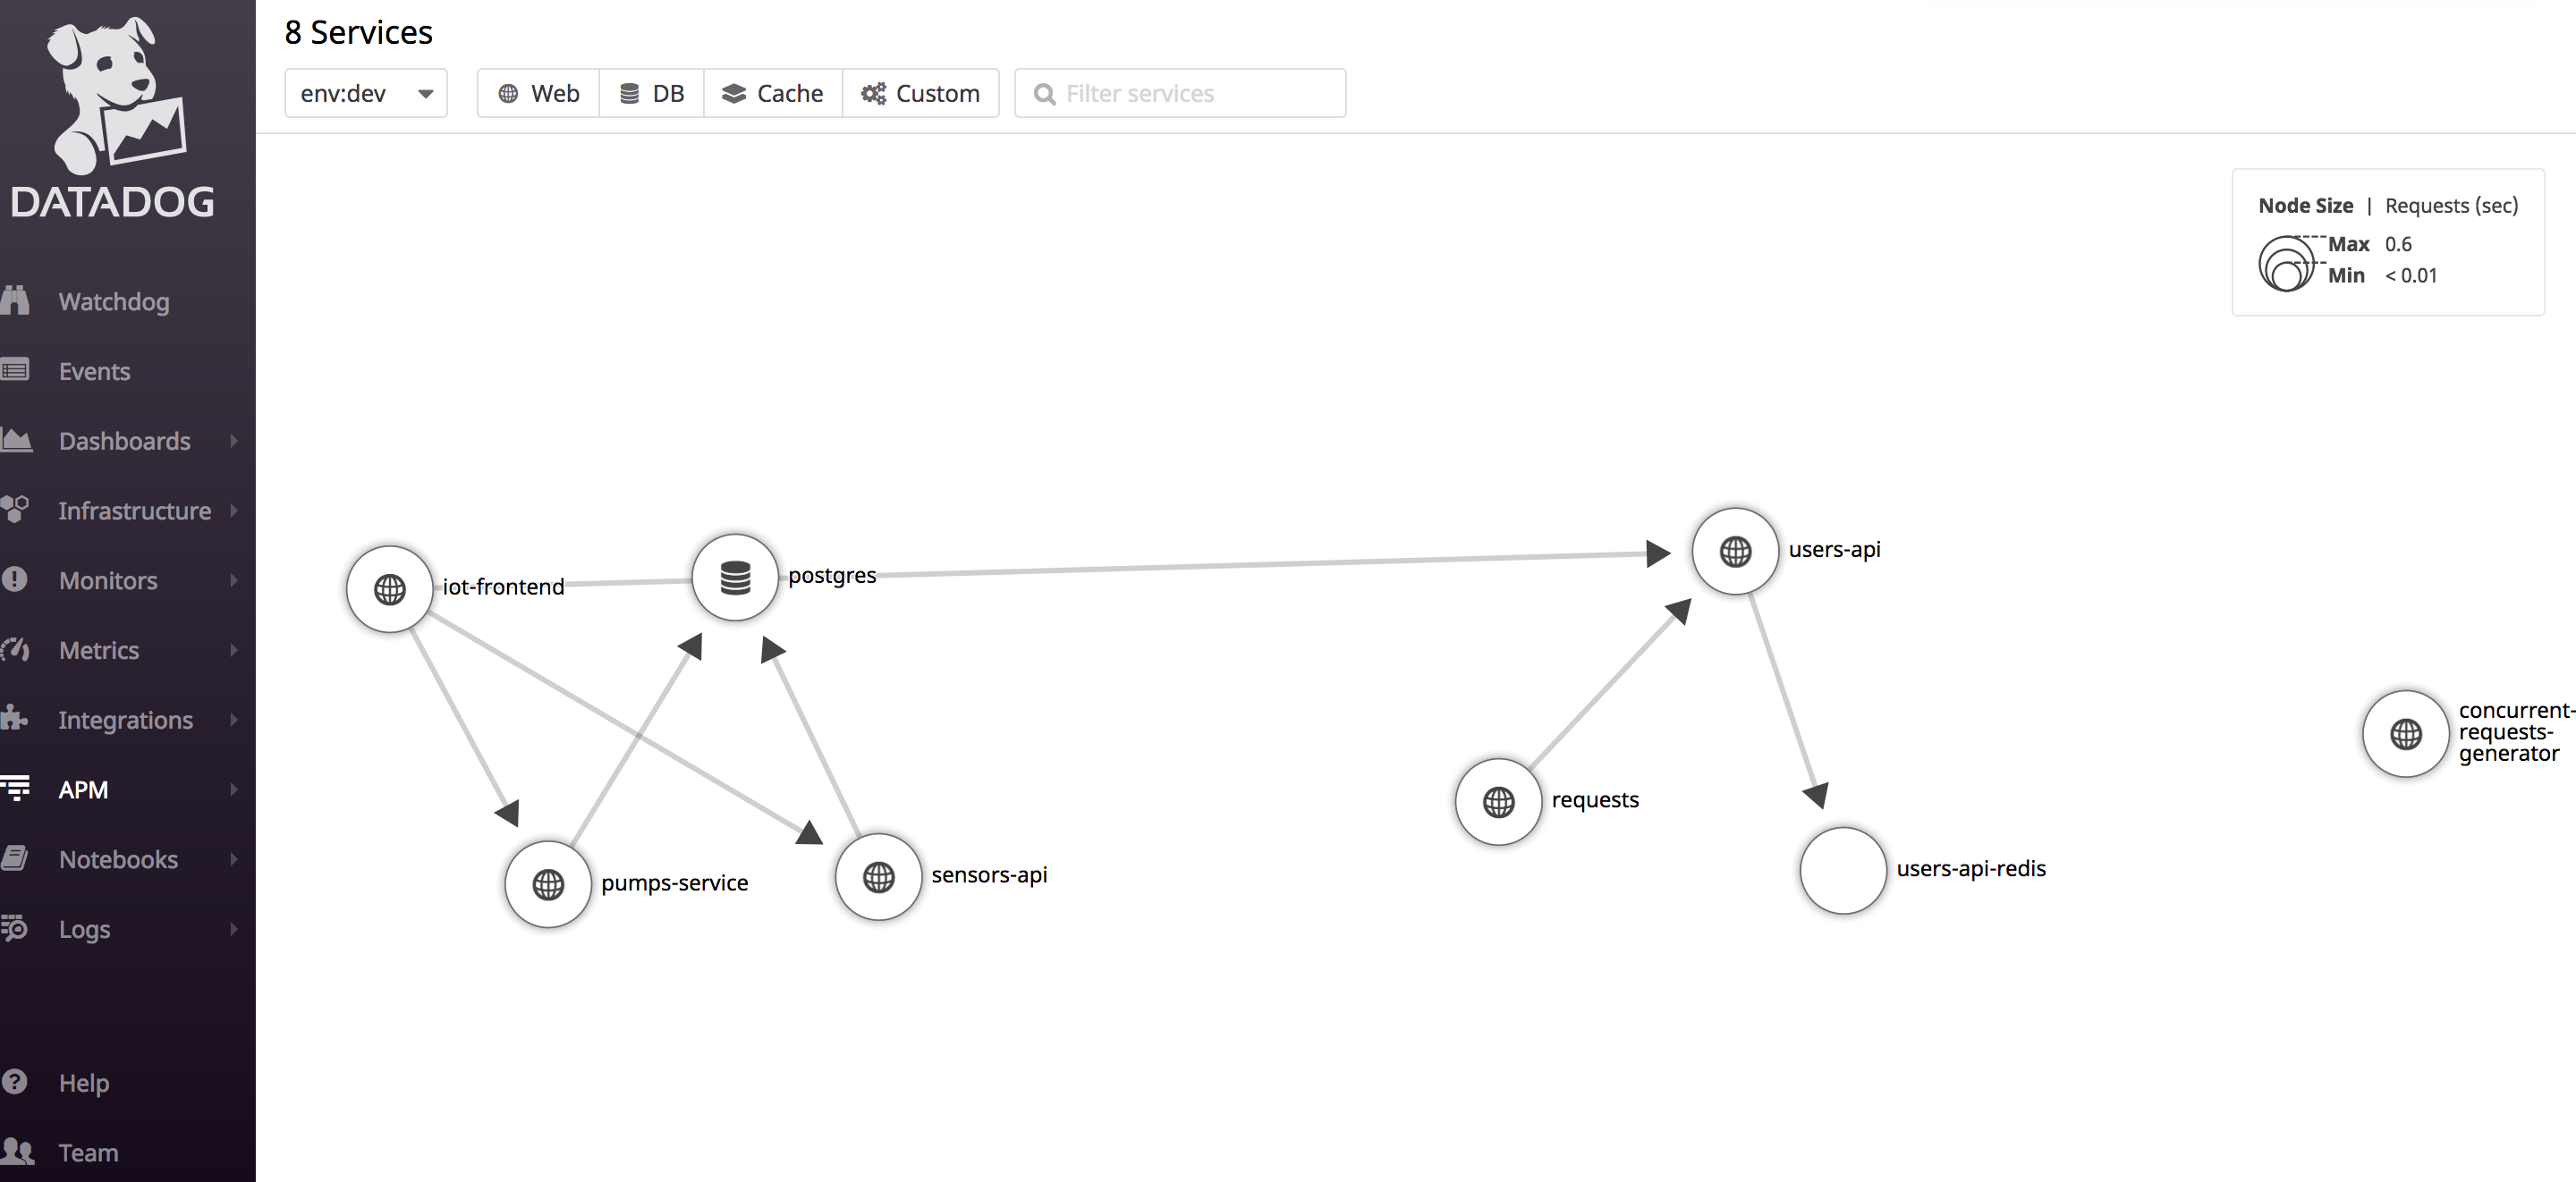 DATADOG
Watchdog
Events
Dashboards
Infrastructure
Monitors
Metrics
Integrations
APM
Notebooks
Logs
Help
Team
8 Services
env:dev
Web
DB
Cache
Custom
Filter services
Node Size | Requests (sec)
Max 0.6
Min < 0.01
iot-frontend
postgres
users-api
pumps-service
sensors-api
requests
users-api-redis
concurrent-
requests-
generator